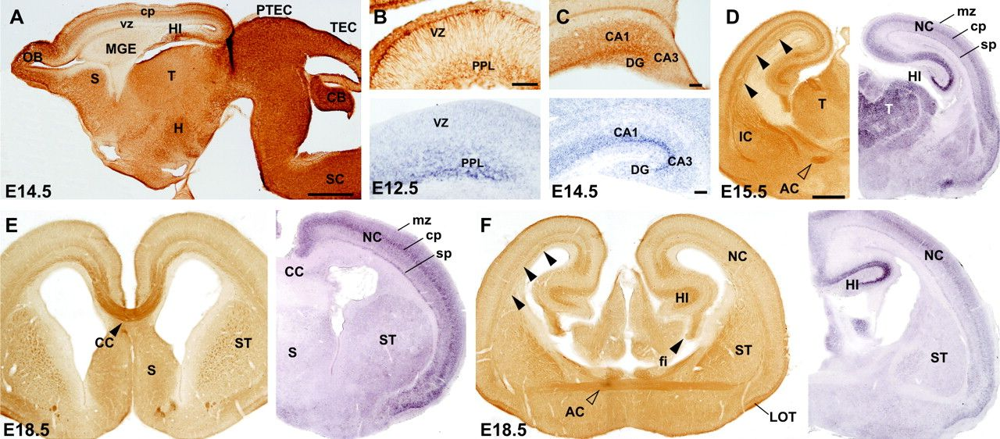 A
cp
vz
HI
PTEC
TEC
OB
MGE
S
T
CB
H
SC
E14.5
B
VZ
PPL
VZ
PPL
E12.5
C
CA1
DG
CA3
CA1
CA3
DG
E14.5
D
T
IC
AC
E15.5
mz
NC
cp
sp
HI
T
E
CC
S
ST
E18.5
mz
NC
cp
sp
CC
ST
S
F
NC
HI
fi
ST
AC
LOT
E18.5
NC
HI
ST